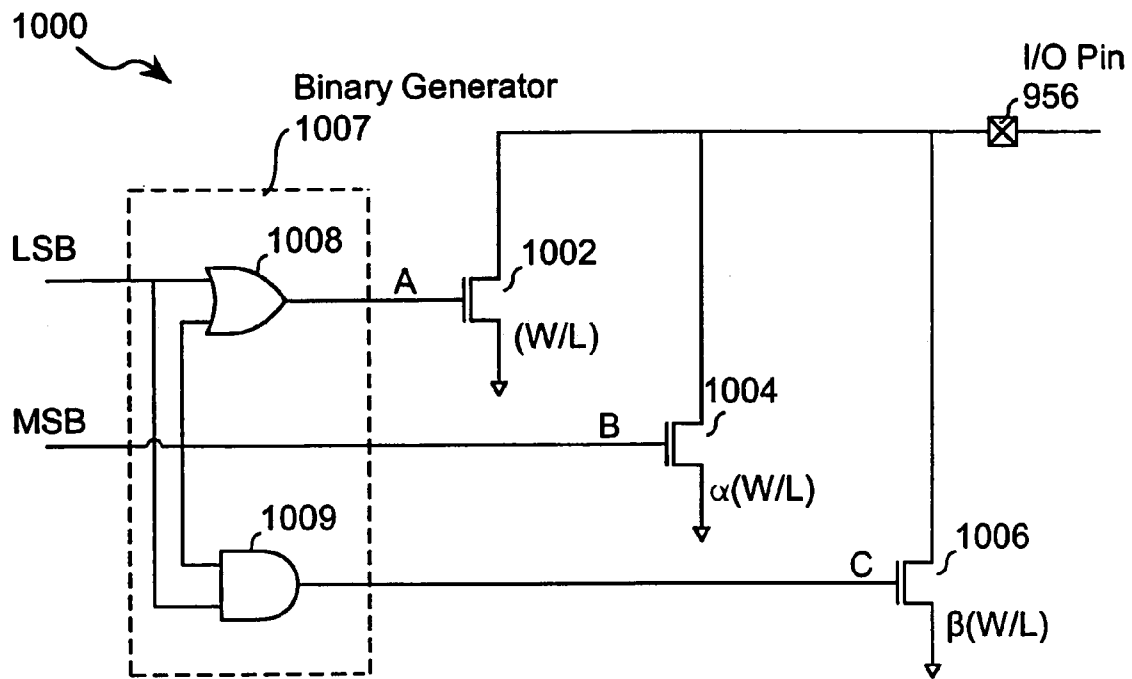 1000
I/O Pin
956
Binary Generator
1007
LSB
1008
A
1002
(W/L)
MSB
B
1004
α(W/L)
1009
C
1006
β(W/L)